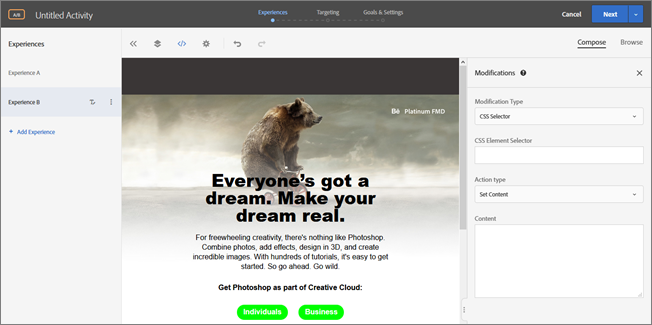 A/B
Untitled Activity
Experiences
Targeting
Goals & Settings
Cancel
Next
Experiences
Compose
Browse
Experience A
Experience B
+ Add Experience
Bē Platinum FMD
Everyone's got a
dream. Make your
dream real.
For freewheeling creativity, there's nothing like Photoshop.
Combine photos, add effects, design in 3D, and create
incredible images. With hundreds of tutorials, it's easy to get
started. So go ahead. Go wild.
Get Photoshop as part of Creative Cloud:
Individuals
Business
Modifications ?
Modification Type
CSS Selector
CSS Element Selector
Action type
Set Content
Content